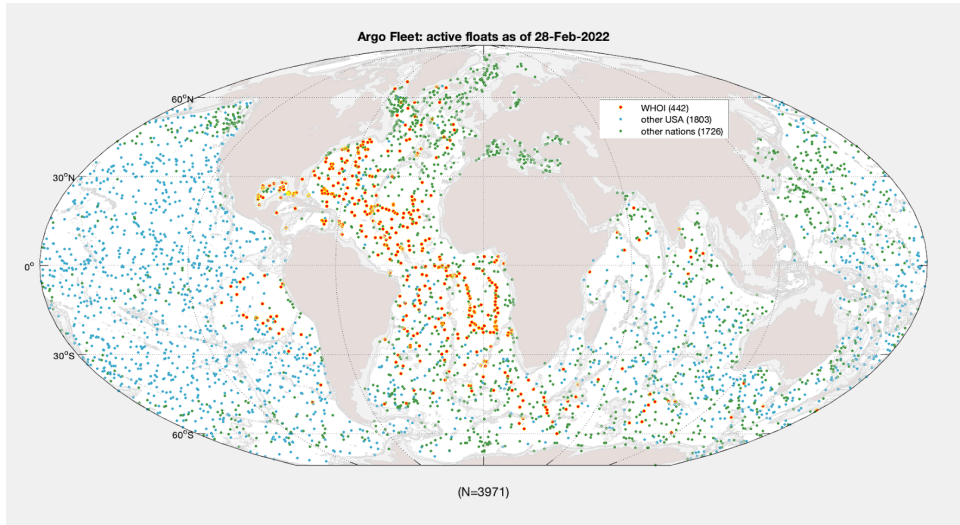 Argo Fleet: active floats as of 28-Feb-2022
60°N
WHOI (442)
other USA (1803)
other nations (1726)
30°N
0°
30°S
60°S
(N=3971)